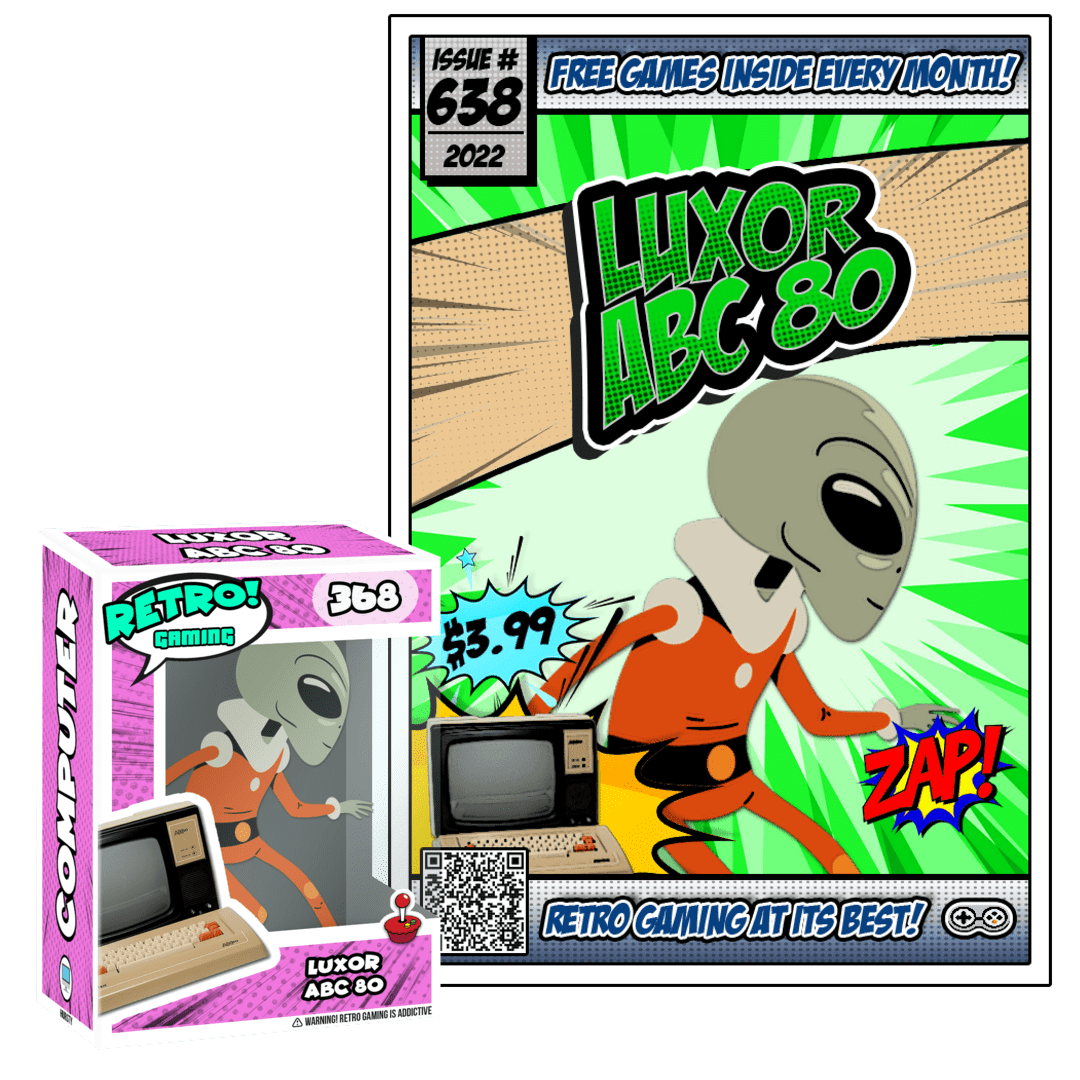 ISSUE #
638
2022
FREE GAMES INSIDE EVERY MONTH!
LUXOR
ABC 80
$3.99
ZAP!
RETRO GAMING AT ITS BEST!
LUXOR
ABC 80
RETRO!
GAMING
368
COMPUTER
LUXOR
ABC 80
WARNING! RETRO GAMING IS ADDICTIVE